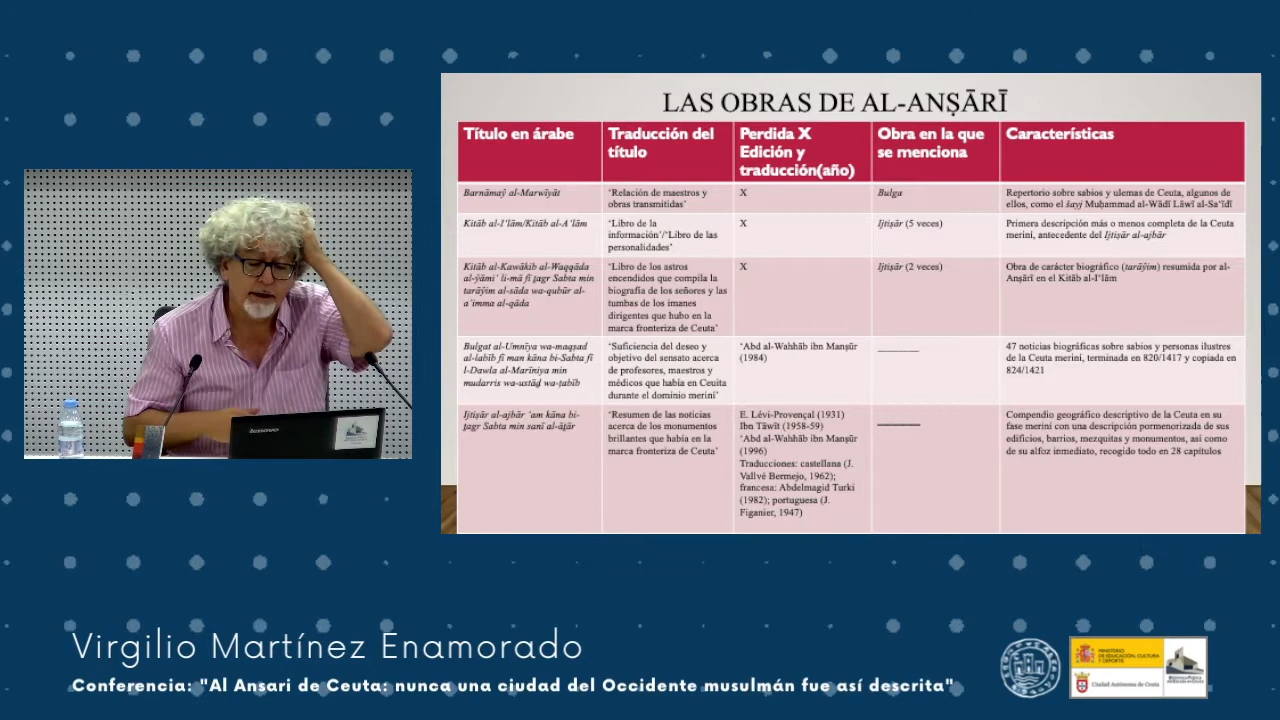 LAS OBRAS DE AL-ANṢĀRĪ
Título en árabe
Traducción del
título
Perdida X
Edición y
traducción(año)
Obra en la que
se menciona
Características
Barnāmaŷ al-Marwīyāt
'Relación de maestros y
obras transmitidas'
X
Bulga
Repertorio sobre sabios y ulemas de Ceuta, algunos de
ellos, como el šayj Muḥammad al-Wādī Lāwī al-Sa'īdī
Kitāb al-I'lām/Kitāb al-A'lām
'Libro de la
información'/'Libro de las
personalidades'
X
Ijtiṣār (5 veces)
Primera descripción más o menos completa de la Ceuta
meriní, antecedente del Ijtiṣār al-ajbār
Kitāb al-Kawākib al-Waqqāda
al-ŷāmi' li-mā fī ṯagr Sabta min
tarāŷim al-sāda wa-qubūr al-
a'imma al-qāda
'Libro de los astros
encendidos que compila la
biografía de los señores y las
tumbas de los imanes
dirigentes que hubo en la
marca fronteriza de Ceuta'
X
Ijtiṣār (2 veces)
Obra de carácter biográfico (tarāŷim) resumida por al-
Anṣārī en el Kitāb al-I'lām
Bulgat al-Umnīya wa-maqṣad
al-labīb fī man kāna bi-Sabta fī
l-Dawla al-Marīniya min
mudarris wa-ustāḏ wa-ṭabīb
'Suficiencia del deseo y
objetivo del sensato acerca
de profesores, maestros y
médicos que había en Ceuita
durante el dominio meriní'
'Abd al-Wahhāb ibn Manṣūr
(1984)
47 noticias biográficas sobre sabios y personas ilustres
de la Ceuta meriní, terminada en 820/1417 y copiada en
824/1421
Ijtiṣār al-ajbār 'am kāna bi-
ṯagr Sabta min sanī al-āṯār
'Resumen de las noticias
acerca de los monumentos
brillantes que había en la
marca fronteriza de Ceuta'
E. Lévi-Provençal (1931)
Ibn Tāwīt (1958-59)
'Abd al-Wahhāb ibn Manṣūr
(1996)
Traducciones: castellana (J.
Vallvé Bermejo, 1962);
francesa: Abdelmagid Turki
(1982); portuguesa (J.
Figanier, 1947)
Compendio geográfico descriptivo de la Ceuta en su
fase meriní con una descripción pormenorizada de sus
edificios, barrios, mezquitas y monumentos, así como
de su alfoz inmediato, recogido todo en 28 capítulos
lenovo
Virgilio Martínez Enamorado
Conferencia: "Al Ansari de Ceuta: nunca una ciudad del Occidente musulmán fue así descrita"
MINISTERIO
DE EDUCACIÓN, CULTURA
Y DEPORTE
Ciudad Autónoma de Ceuta